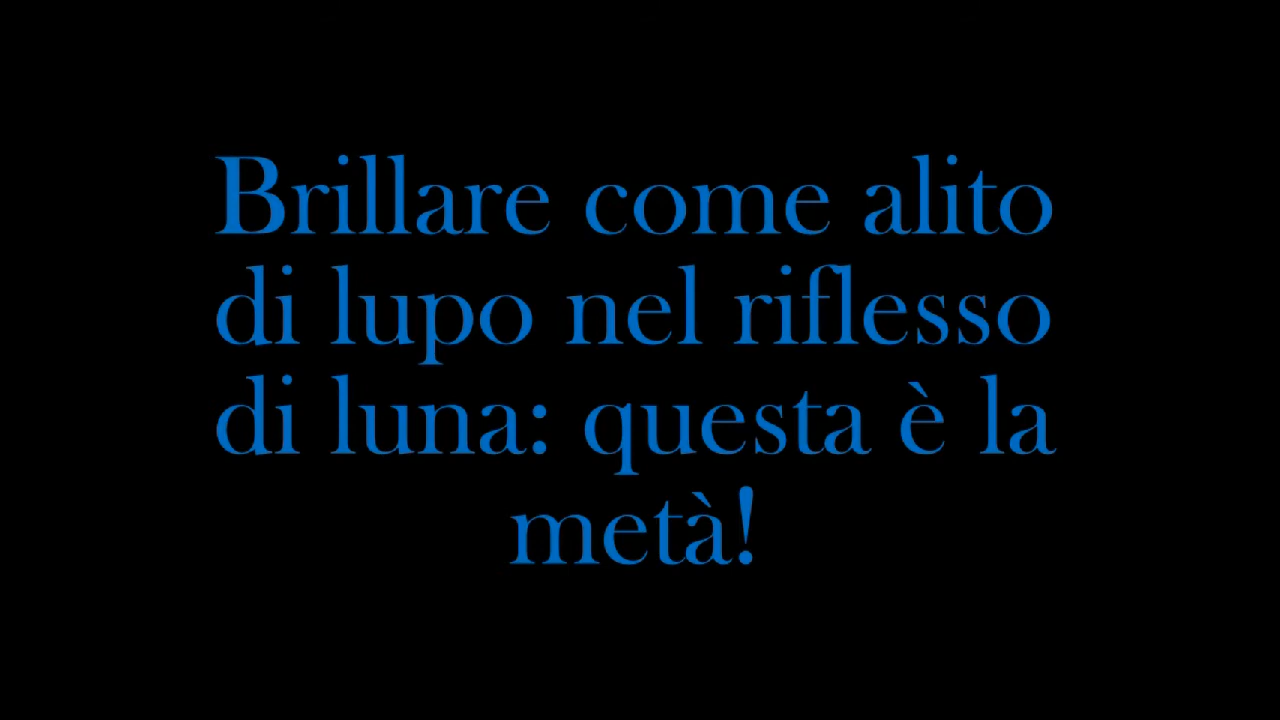 Brillare come alito
di lupo nel riflesso
di luna: questa è la
metà!